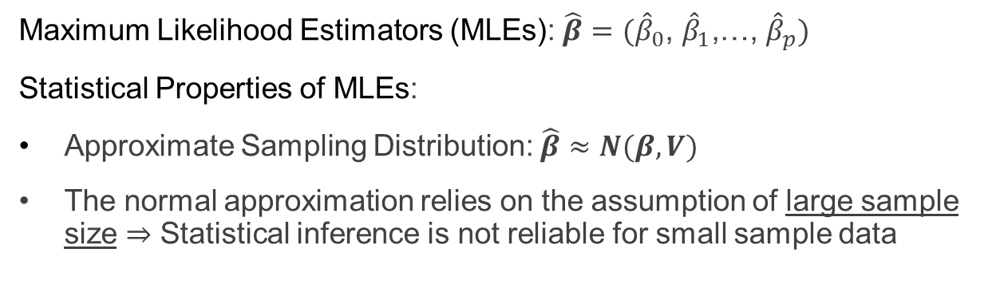 Maximum Likelihood Estimators (MLEs): 𝜷̂ = (β̂₀, β̂₁,..., β̂ₚ)
Statistical Properties of MLEs:
• Approximate Sampling Distribution: 𝜷̂ ≈ 𝑵(𝜷, 𝑽)
• The normal approximation relies on the assumption of large sample
size ⇒ Statistical inference is not reliable for small sample data